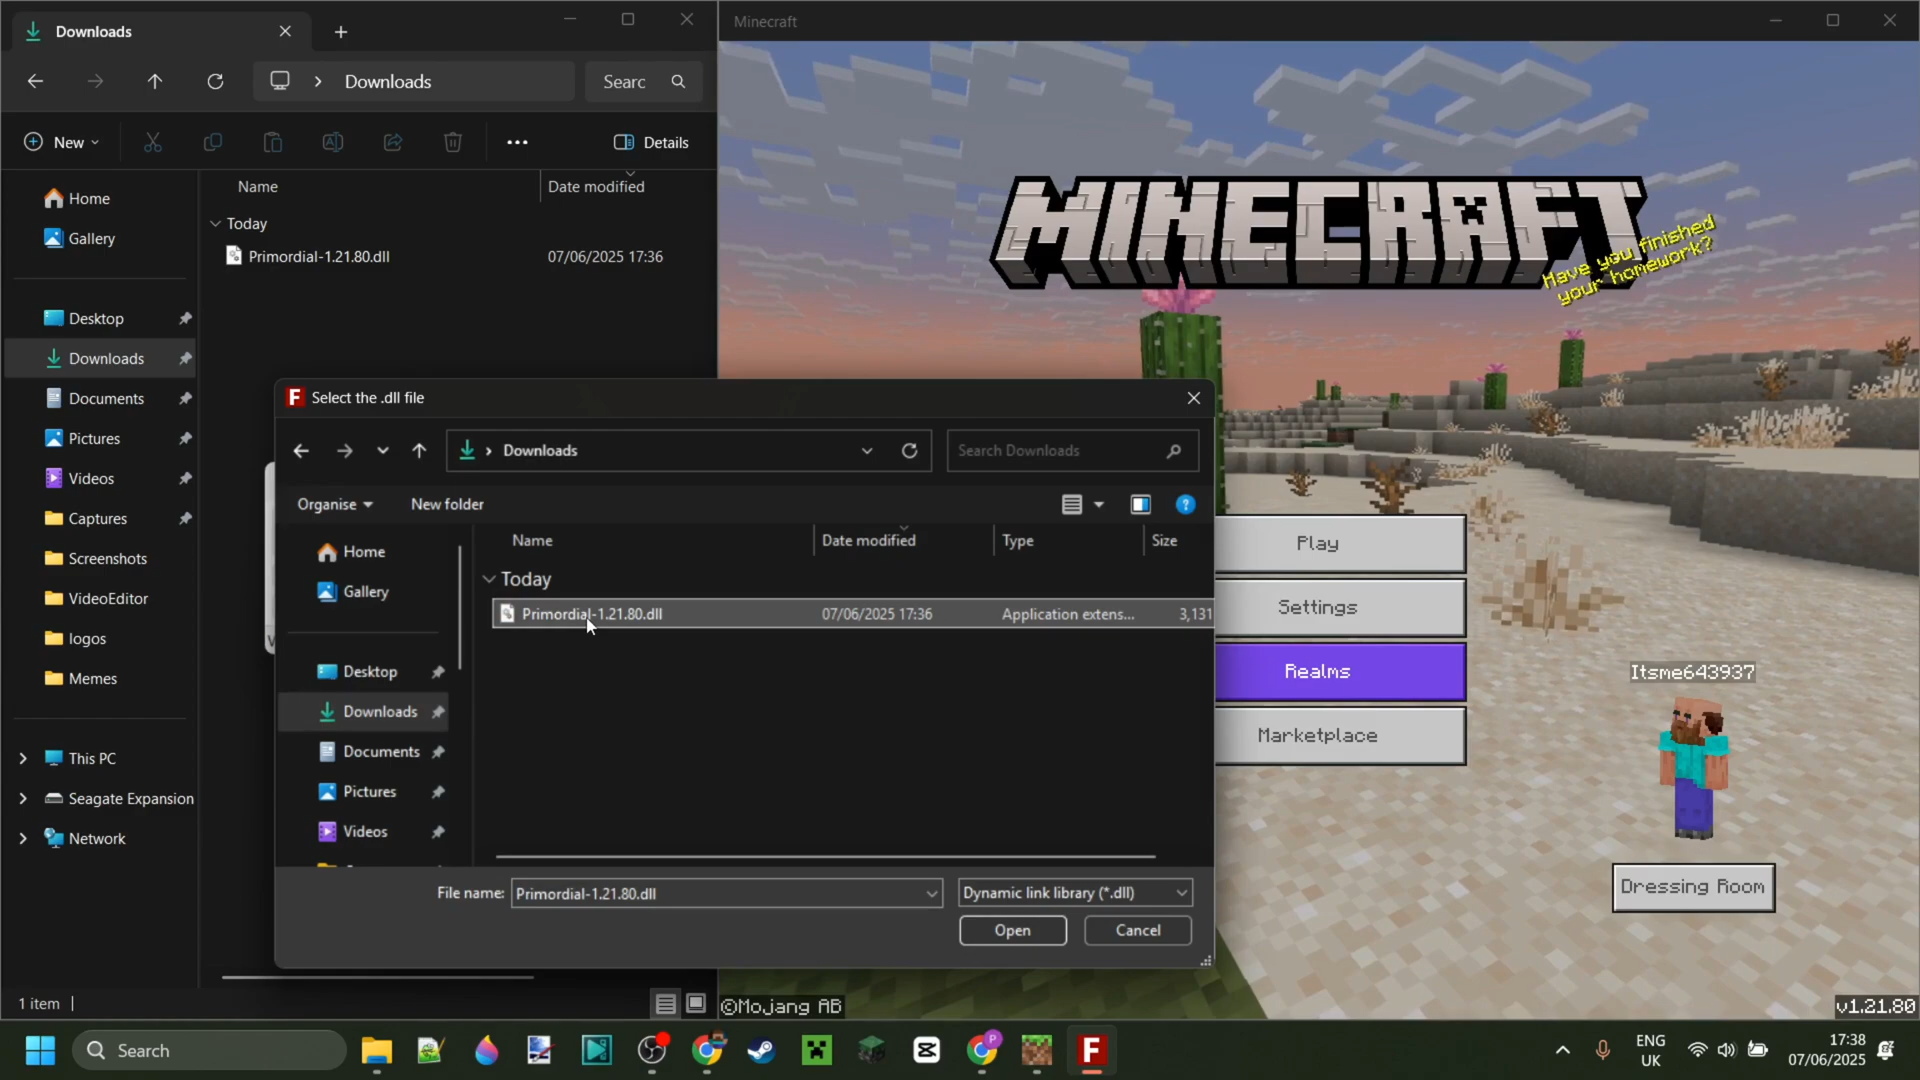 Downloads
Downloads
Searc
New
Details
Name
Date modified
Today
Primordial-1.21.80.dll
07/06/2025 17:36
Home
Gallery
Desktop
Downloads
Documents
Pictures
Videos
Captures
Screenshots
VideoEditor
logos
Memes
This PC
Seagate Expansion
Network
1 item
F Select the .dll file
Downloads
Search Downloads
Organise
New folder
Name
Date modified
Type
Size
Today
Primordial-1.21.80.dll
07/06/2025 17:36
Application extens...
3,131
Home
Gallery
Desktop
Downloads
Documents
Pictures
Videos
File name:
Primordial-1.21.80.dll
Dynamic link library (*.dll)
Open
Cancel
Minecraft
MINECRAFT
Have you finished
your homework?
Play
Settings
Realms
Marketplace
Itsme643937
Dressing Room
©Mojang AB
v1.21.80
Search
P
F
ENG
UK
17:38
07/06/2025